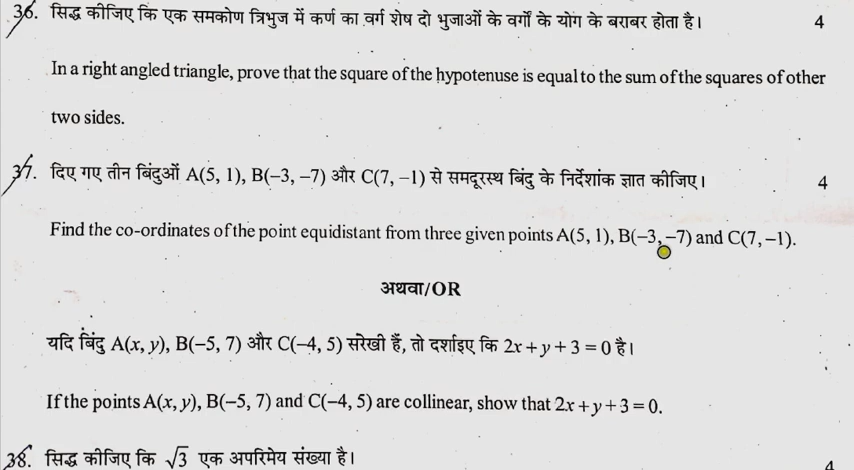 36. सिद्ध कीजिए कि एक समकोण त्रिभुज में कर्ण का वर्ग शेष दो भुजाओं के वर्गों के योग के बराबर होता है। 4
In a right angled triangle, prove that the square of the hypotenuse is equal to the sum of the squares of other
two sides.
37. दिए गए तीन बिंदुओं A(5, 1), B(−3, −7) और C(7, −1) से समदूरस्थ बिंदु के निर्देशांक ज्ञात कीजिए। 4
Find the co-ordinates of the point equidistant from three given points A(5, 1), B(−3, −7) and C(7, −1).
अथवा/OR
यदि बिंदु A(x, y), B(−5, 7) और C(−4, 5) सरेखी हैं, तो दर्शाइए कि 2x + y + 3 = 0 है।
If the points A(x, y), B(−5, 7) and C(−4, 5) are collinear, show that 2x + y + 3 = 0.
38. सिद्ध कीजिए कि √3 एक अपरिमेय संख्या है। 4